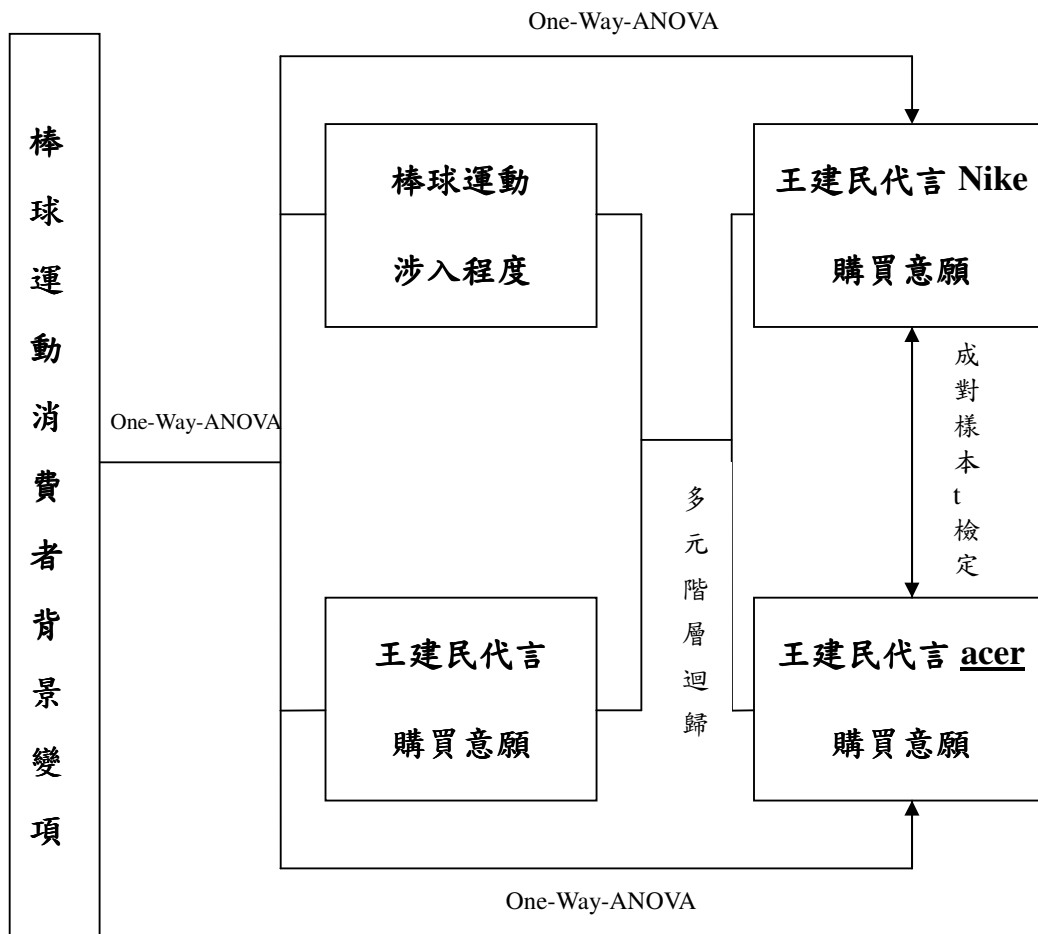 One-Way-ANOVA
棒球運動消費者背景變項
One-Way-ANOVA
棒球運動
涉入程度
王建民代言 Nike
購買意願
成對樣本t檢定
多元階層迴歸
王建民代言
購買意願
王建民代言 acer
購買意願
One-Way-ANOVA